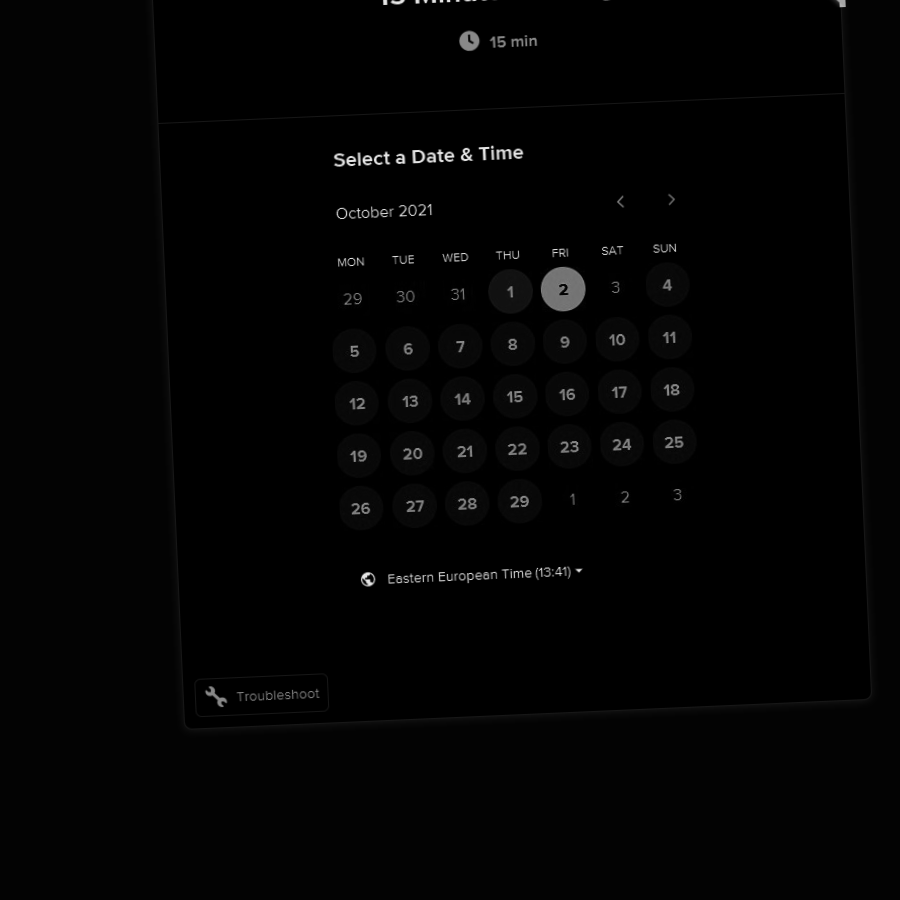 15 min
Select a Date & Time
October 2021
MON TUE WED THU FRI SAT SUN
29 30 31 1 2 3 4
5 6 7 8 9 10 11
12 13 14 15 16 17 18
19 20 21 22 23 24 25
26 27 28 29 1 2 3
Eastern European Time (13:41)
Troubleshoot